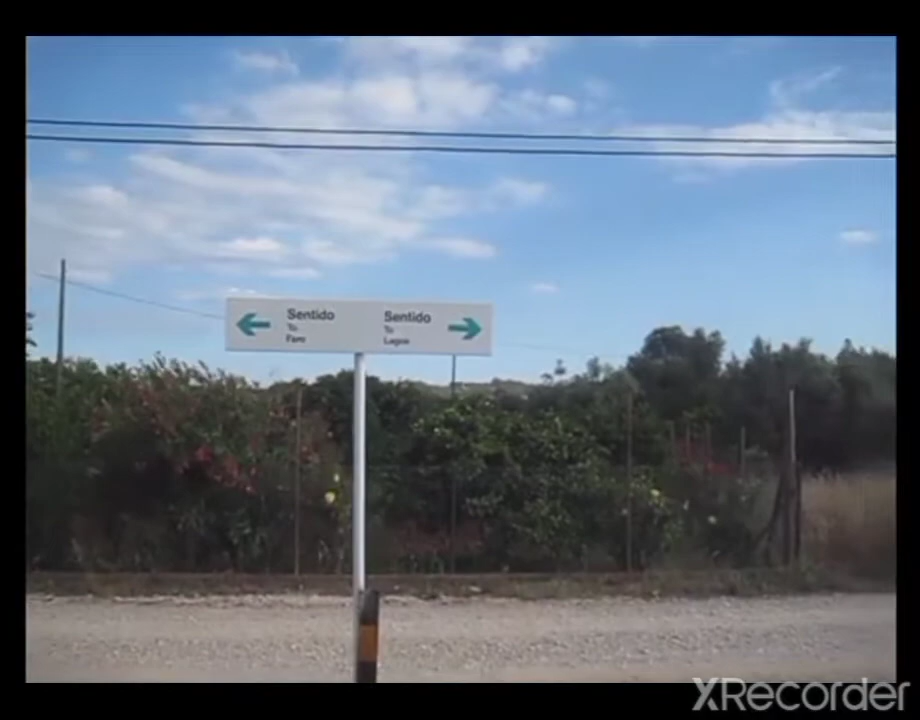 Sentido
To
Faro
Sentido
To
Lagos
XRecorder